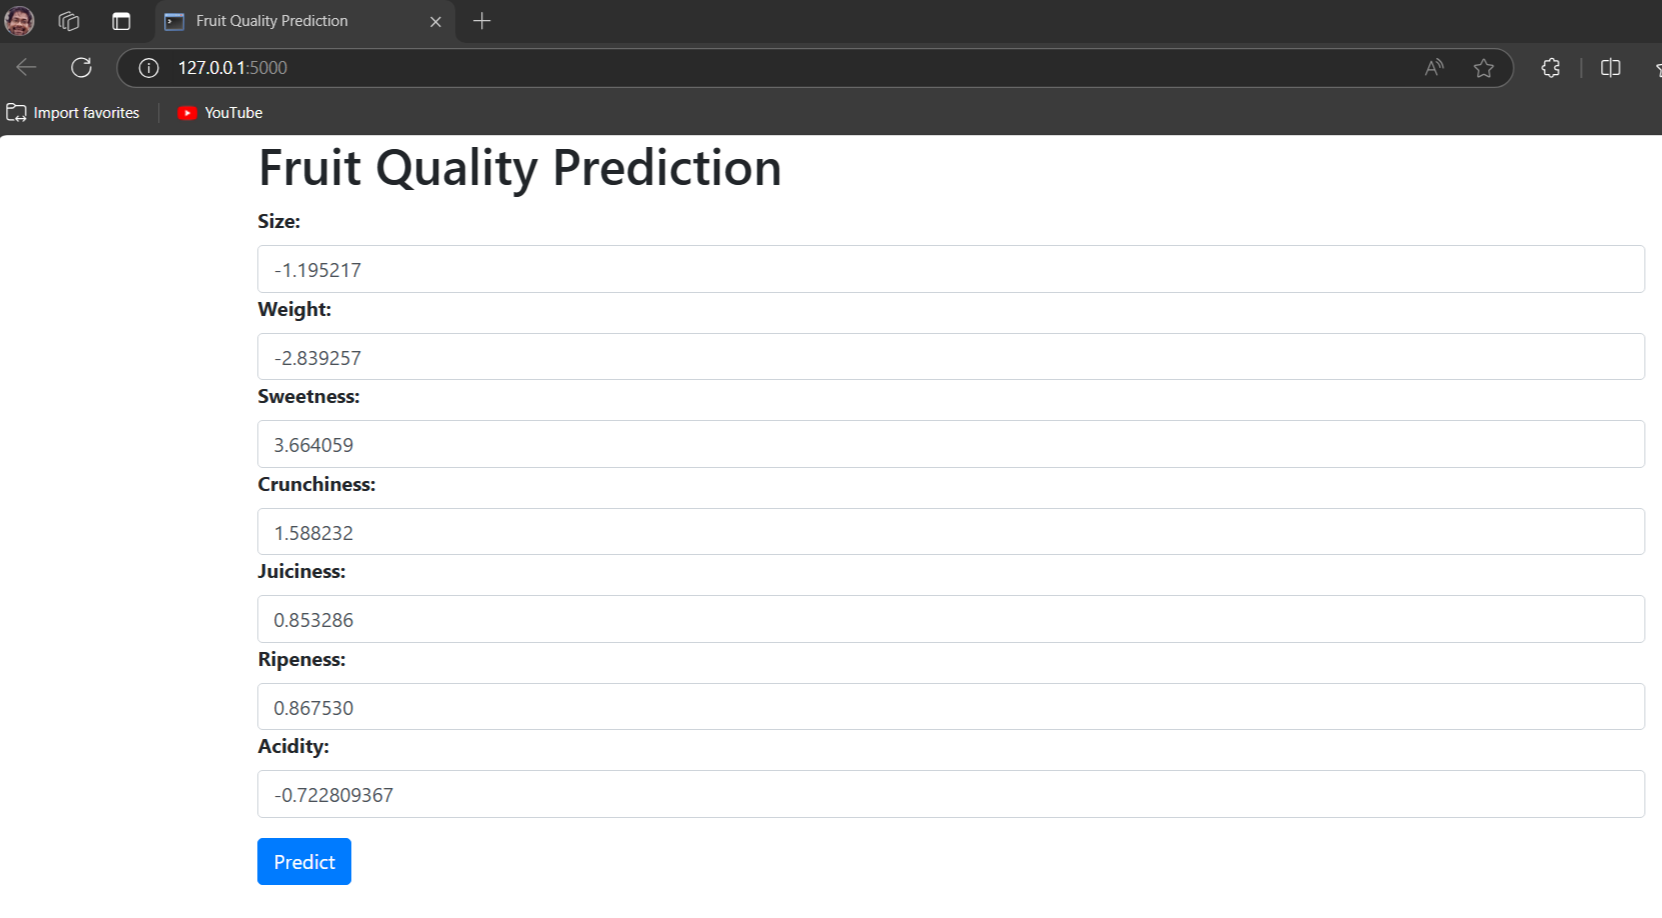 Fruit Quality Prediction
127.0.0.1:5000
Import favorites
YouTube
Fruit Quality Prediction
Size:
-1.195217
Weight:
-2.839257
Sweetness:
3.664059
Crunchiness:
1.588232
Juiciness:
0.853286
Ripeness:
0.867530
Acidity:
-0.722809367
Predict